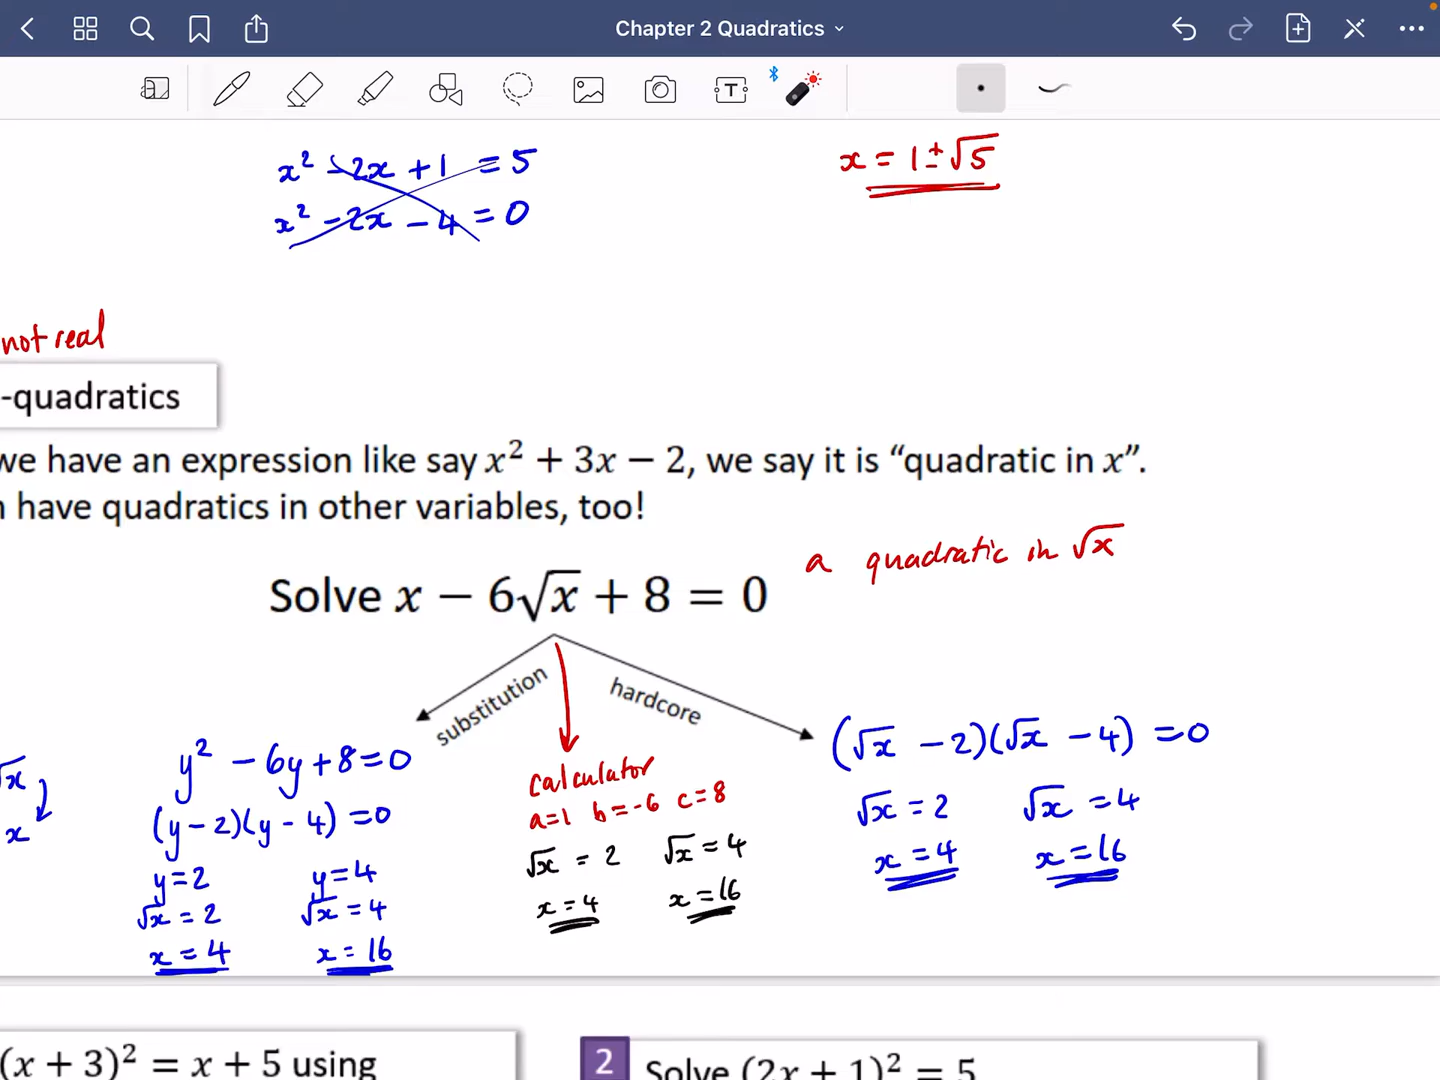 Chapter 2 Quadratics
T
x² - 2x + 1 = 5
x² - 2x - 4 = 0
x = 1 ± √5
not real
-quadratics
we have an expression like say x² + 3x − 2, we say it is “quadratic in x”.
have quadratics in other variables, too!
a quadratic in √x
Solve x − 6√x + 8 = 0
substitution
hardcore
√x
x
y² - 6y + 8 = 0
(y - 2)(y - 4) = 0
y = 2 y = 4
√x = 2 √x = 4
x = 4 x = 16
calculator
a=1 b=-6 c=8
√x = 2 √x = 4
x = 4 x = 16
(√x - 2)(√x - 4) = 0
√x = 2 √x = 4
x = 4 x = 16
(x + 3)² = x + 5 using
2
Solve (2x + 1)² = 5